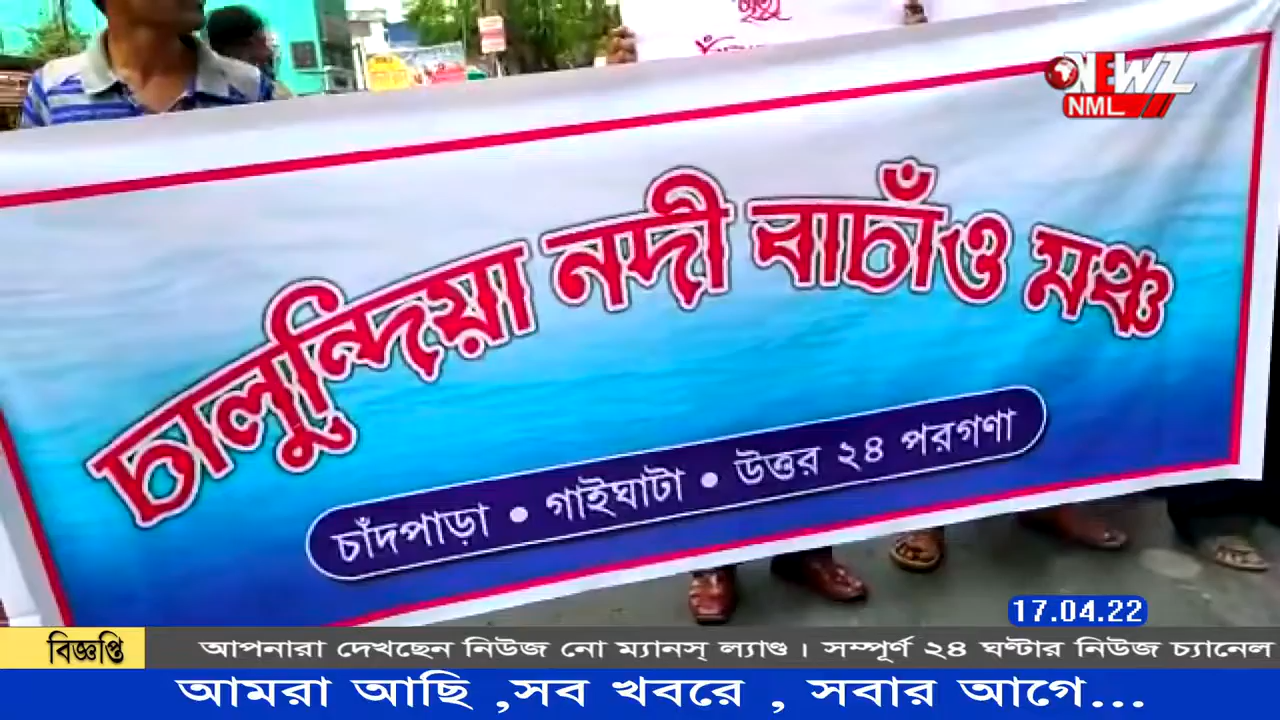 মৃত্যু
NEWZ
NML
চালুন্দিয়া নদী বাচাঁও মঞ্চ
চাঁদপাড়া • গাইঘাটা • উত্তর ২৪ পরগণা
17.04.22
বিজ্ঞপ্তি
আপনারা দেখছেন নিউজ নো ম্যানস্ ল্যাণ্ড। সম্পূর্ণ ২৪ ঘণ্টার নিউজ চ্যানেল
আমরা আছি ,সব খবরে , সবার আগে...